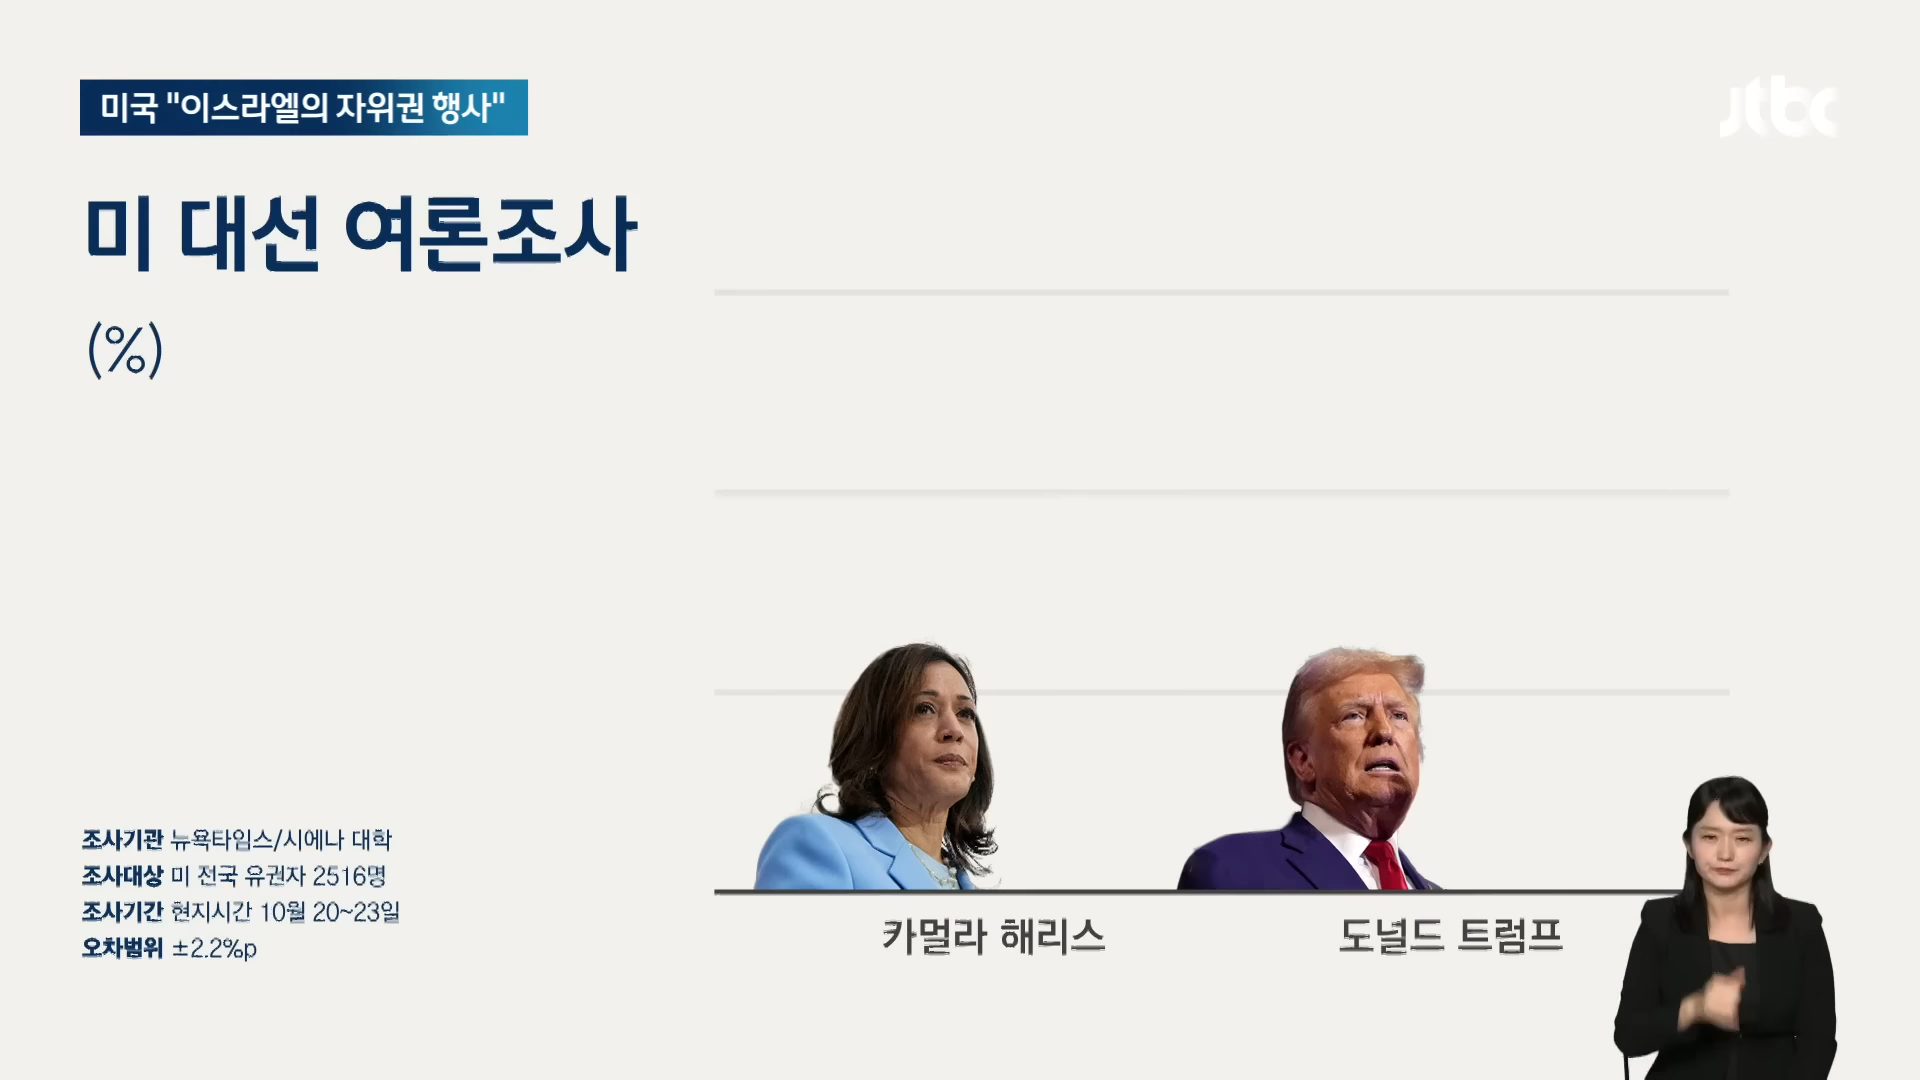 미국 "이스라엘의 자위권 행사"
jtbc
미 대선 여론조사
(%)
조사기관 뉴욕타임스/시에나 대학
조사대상 미 전국 유권자 2516명
조사기간 현지시간 10월 20~23일
오차범위 ±2.2%p
카멀라 해리스
도널드 트럼프